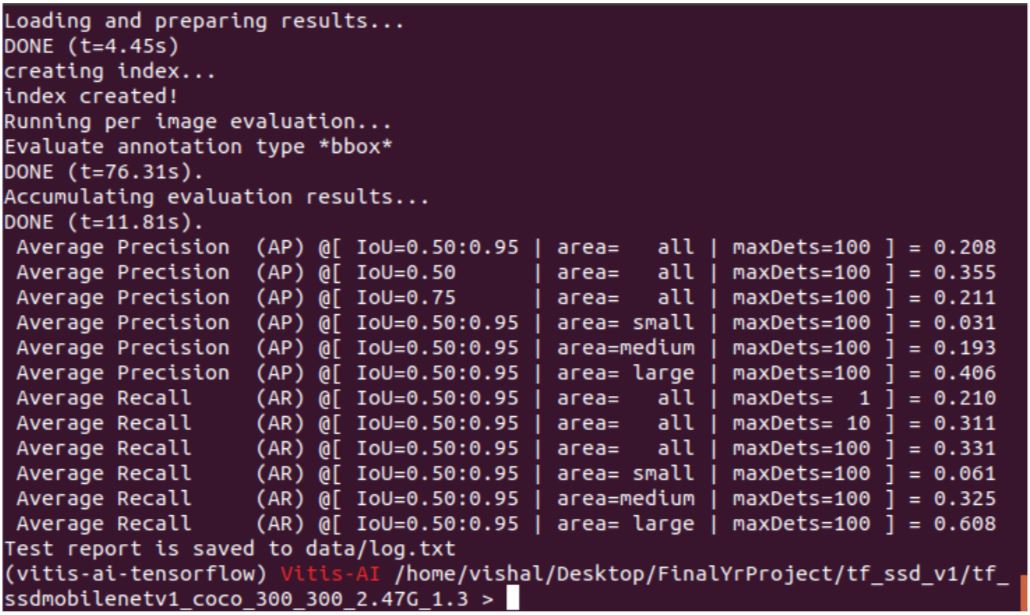 Loading and preparing results...
DONE (t=4.45s)
creating index...
index created!
Running per image evaluation...
Evaluate annotation type *bbox*
DONE (t=76.31s).
Accumulating evaluation results...
DONE (t=11.81s).
 Average Precision  (AP) @[ IoU=0.50:0.95 | area=   all | maxDets=100 ] = 0.208
 Average Precision  (AP) @[ IoU=0.50      | area=   all | maxDets=100 ] = 0.355
 Average Precision  (AP) @[ IoU=0.75      | area=   all | maxDets=100 ] = 0.211
 Average Precision  (AP) @[ IoU=0.50:0.95 | area= small | maxDets=100 ] = 0.031
 Average Precision  (AP) @[ IoU=0.50:0.95 | area=medium | maxDets=100 ] = 0.193
 Average Precision  (AP) @[ IoU=0.50:0.95 | area= large | maxDets=100 ] = 0.406
 Average Recall     (AR) @[ IoU=0.50:0.95 | area=   all | maxDets=  1 ] = 0.210
 Average Recall     (AR) @[ IoU=0.50:0.95 | area=   all | maxDets= 10 ] = 0.311
 Average Recall     (AR) @[ IoU=0.50:0.95 | area=   all | maxDets=100 ] = 0.331
 Average Recall     (AR) @[ IoU=0.50:0.95 | area= small | maxDets=100 ] = 0.061
 Average Recall     (AR) @[ IoU=0.50:0.95 | area=medium | maxDets=100 ] = 0.325
 Average Recall     (AR) @[ IoU=0.50:0.95 | area= large | maxDets=100 ] = 0.608
Test report is saved to data/log.txt
(vitis-ai-tensorflow) Vitis-AI /home/vishal/Desktop/FinalYrProject/tf_ssd_v1/tf_
ssdmobilenetv1_coco_300_300_2.47G_1.3 >